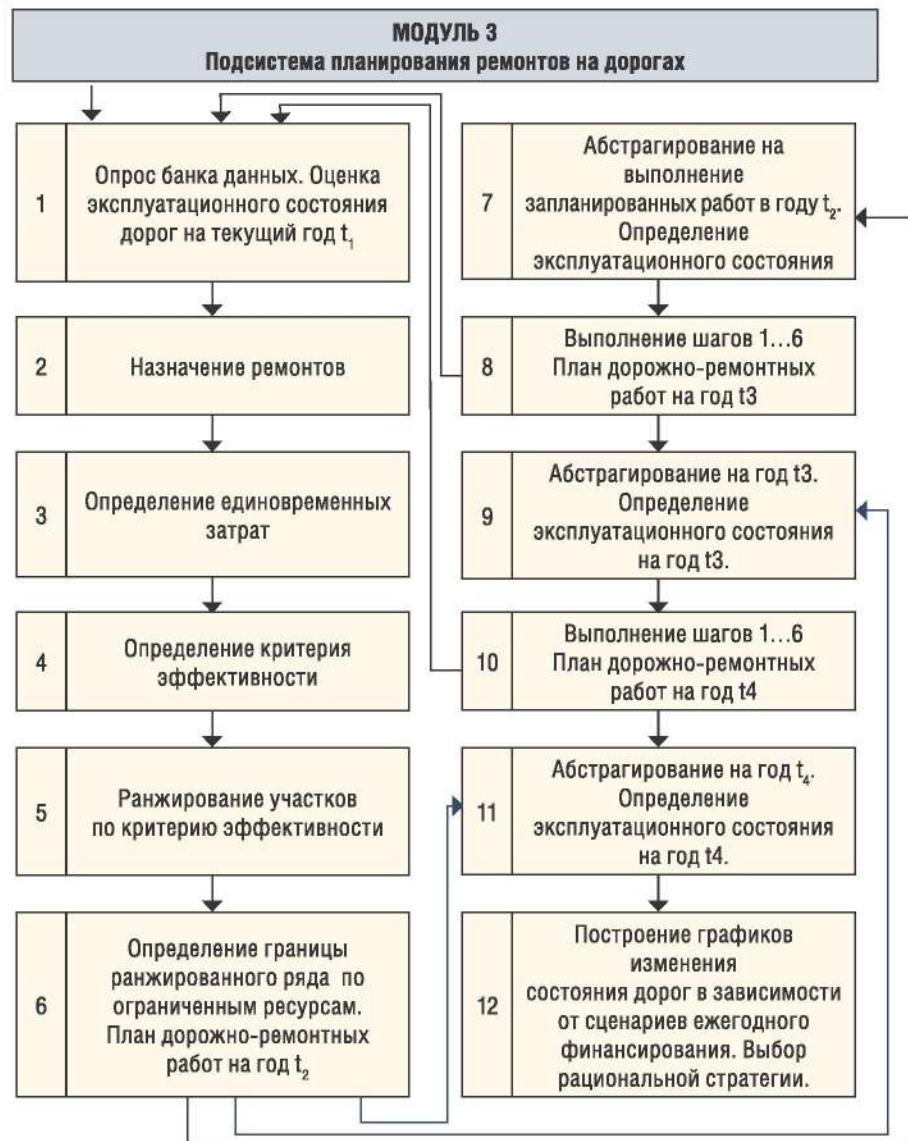 МОДУЛЬ 3
Подсистема планирования ремонтов на дорогах
1
Опрос банка данных. Оценка
эксплуатационного состояния
дорог на текущий год t₁
2
Назначение ремонтов
3
Определение единовременных
затрат
4
Определение критерия
эффективности
5
Ранжирование участков
по критерию эффективности
6
Определение границы
ранжированного ряда по
ограниченным ресурсам.
План дорожно-ремонтных
работ на год t₂
7
Абстрагирование на
выполнение
запланированных работ в году t₂.
Определение
эксплуатационного состояния
8
Выполнение шагов 1...6
План дорожно-ремонтных
работ на год t3
9
Абстрагирование на год t3.
Определение
эксплуатационного состояния
на год t3.
10
Выполнение шагов 1...6
План дорожно-ремонтных
работ на год t4
11
Абстрагирование на год t₄.
Определение
эксплуатационного состояния
на год t4.
12
Построение графиков
изменения
состояния дорог в зависимости
от сценариев ежегодного
финансирования. Выбор
рациональной стратегии.